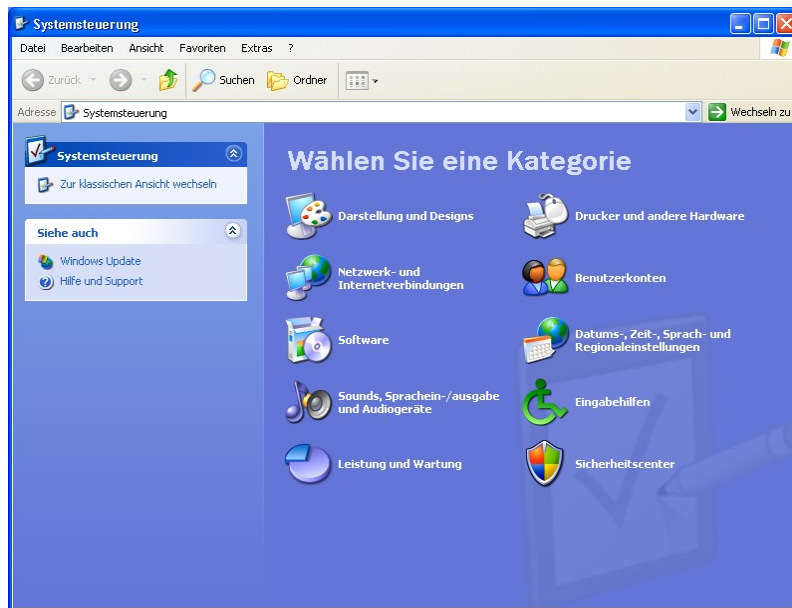 Systemsteuerung
Datei Bearbeiten Ansicht Favoriten Extras ?
Zurück Suchen Ordner
Adresse Systemsteuerung Wechseln zu
Systemsteuerung
Zur klassischen Ansicht wechseln
Siehe auch
Windows Update
Hilfe und Support
Wählen Sie eine Kategorie
Darstellung und Designs
Drucker und andere Hardware
Netzwerk- und
Internetverbindungen
Benutzerkonten
Software
Datums-, Zeit-, Sprach- und
Regionaleinstellungen
Sounds, Sprachein-/ausgabe
und Audiogeräte
Eingabehilfen
Leistung und Wartung
Sicherheitscenter